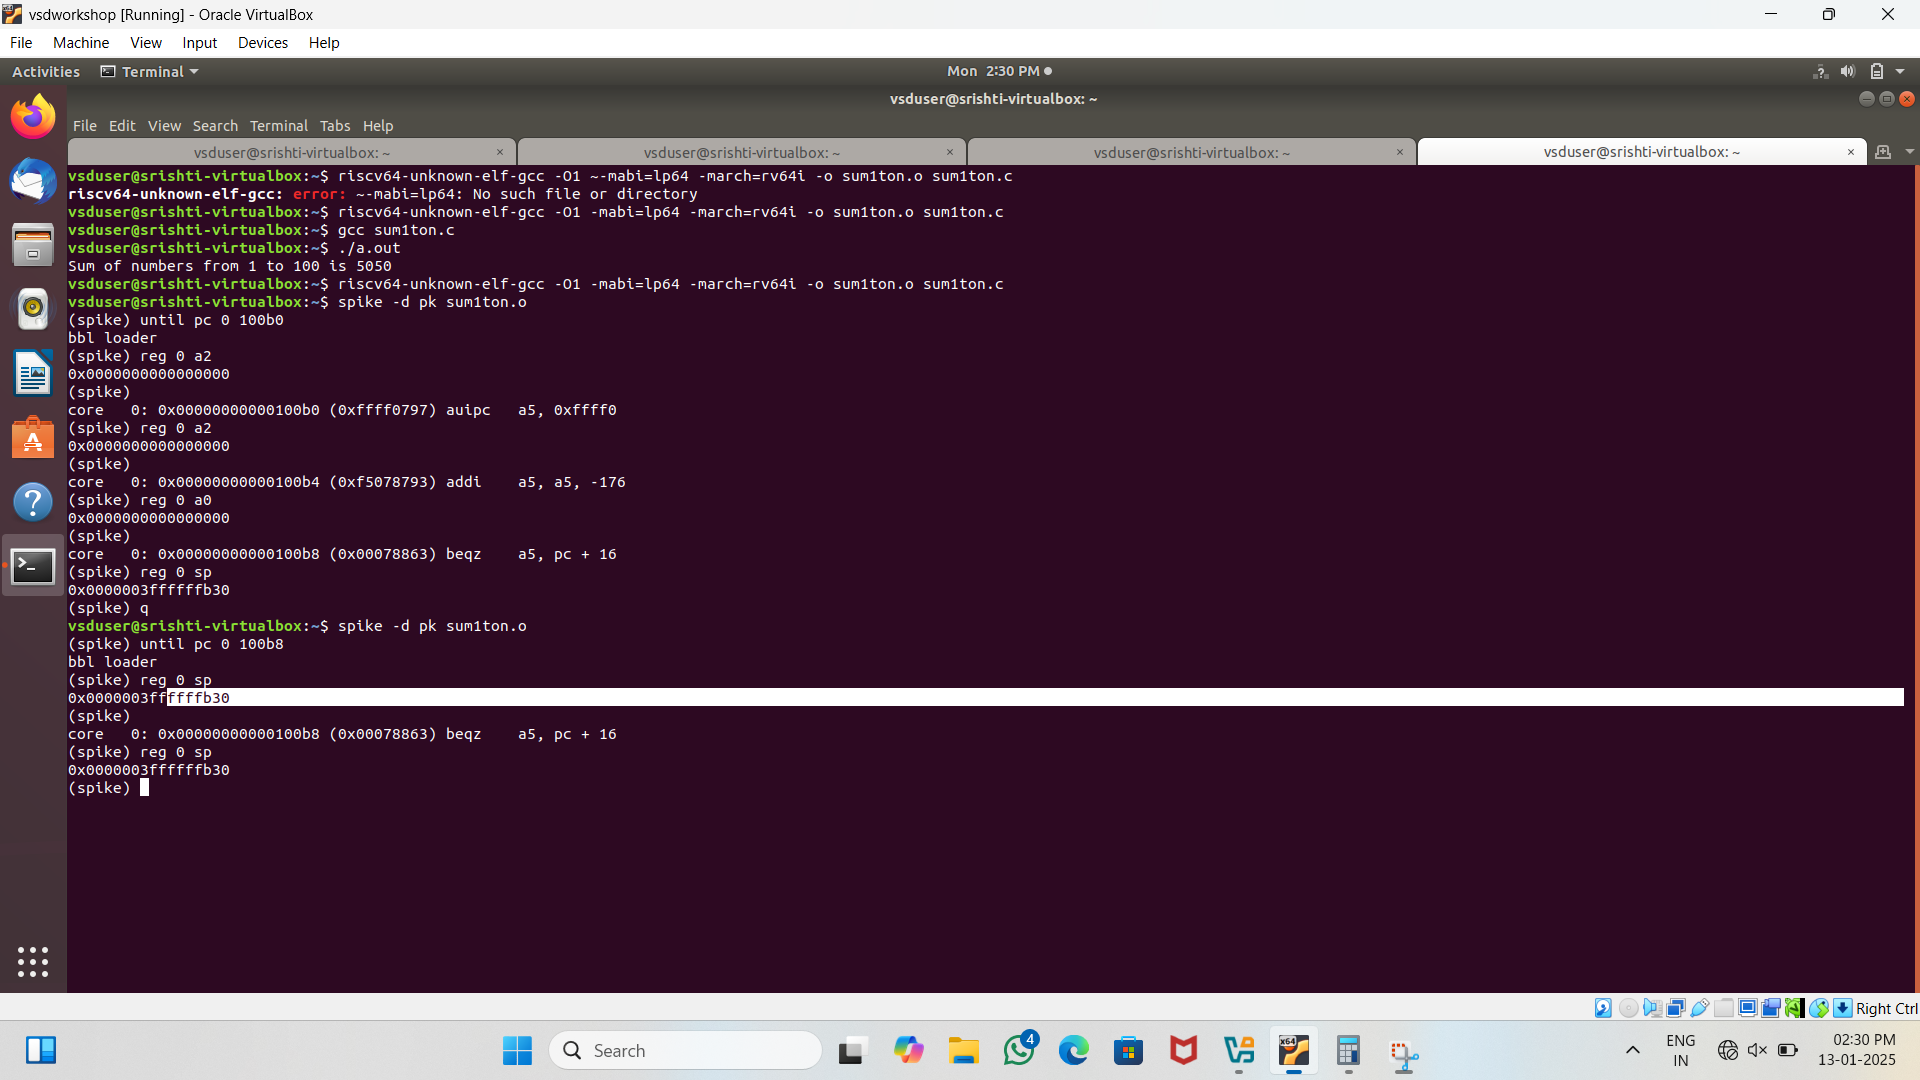 vsdworkshop [Running] - Oracle VirtualBox
File Machine View Input Devices Help
Activities Terminal Mon 2:30 PM
vsduser@srishti-virtualbox: ~
File Edit View Search Terminal Tabs Help
vsduser@srishti-virtualbox: ~ × vsduser@srishti-virtualbox: ~ × vsduser@srishti-virtualbox: ~ × vsduser@srishti-virtualbox: ~ ×
vsduser@srishti-virtualbox:~$ riscv64-unknown-elf-gcc -O1 ~-mabi=lp64 -march=rv64i -o sum1ton.o sum1ton.c
riscv64-unknown-elf-gcc: error: ~-mabi=lp64: No such file or directory
vsduser@srishti-virtualbox:~$ riscv64-unknown-elf-gcc -O1 -mabi=lp64 -march=rv64i -o sum1ton.o sum1ton.c
vsduser@srishti-virtualbox:~$ gcc sum1ton.c
vsduser@srishti-virtualbox:~$ ./a.out
Sum of numbers from 1 to 100 is 5050
vsduser@srishti-virtualbox:~$ riscv64-unknown-elf-gcc -O1 -mabi=lp64 -march=rv64i -o sum1ton.o sum1ton.c
vsduser@srishti-virtualbox:~$ spike -d pk sum1ton.o
(spike) until pc 0 100b0
bbl loader
(spike) reg 0 a2
0x0000000000000000
(spike)
core   0: 0x00000000000100b0 (0xffff0797) auipc   a5, 0xffff0
(spike) reg 0 a2
0x0000000000000000
(spike)
core   0: 0x00000000000100b4 (0xf5078793) addi    a5, a5, -176
(spike) reg 0 a0
0x0000000000000000
(spike)
core   0: 0x00000000000100b8 (0x00078863) beqz    a5, pc + 16
(spike) reg 0 sp
0x0000003ffffffb30
(spike) q
vsduser@srishti-virtualbox:~$ spike -d pk sum1ton.o
(spike) until pc 0 100b8
bbl loader
(spike) reg 0 sp
0x0000003ffffffb30
(spike)
core   0: 0x00000000000100b8 (0x00078863) beqz    a5, pc + 16
(spike) reg 0 sp
0x0000003ffffffb30
(spike)
Right Ctrl
Search
4
x64
ENG
IN
02:30 PM
13-01-2025